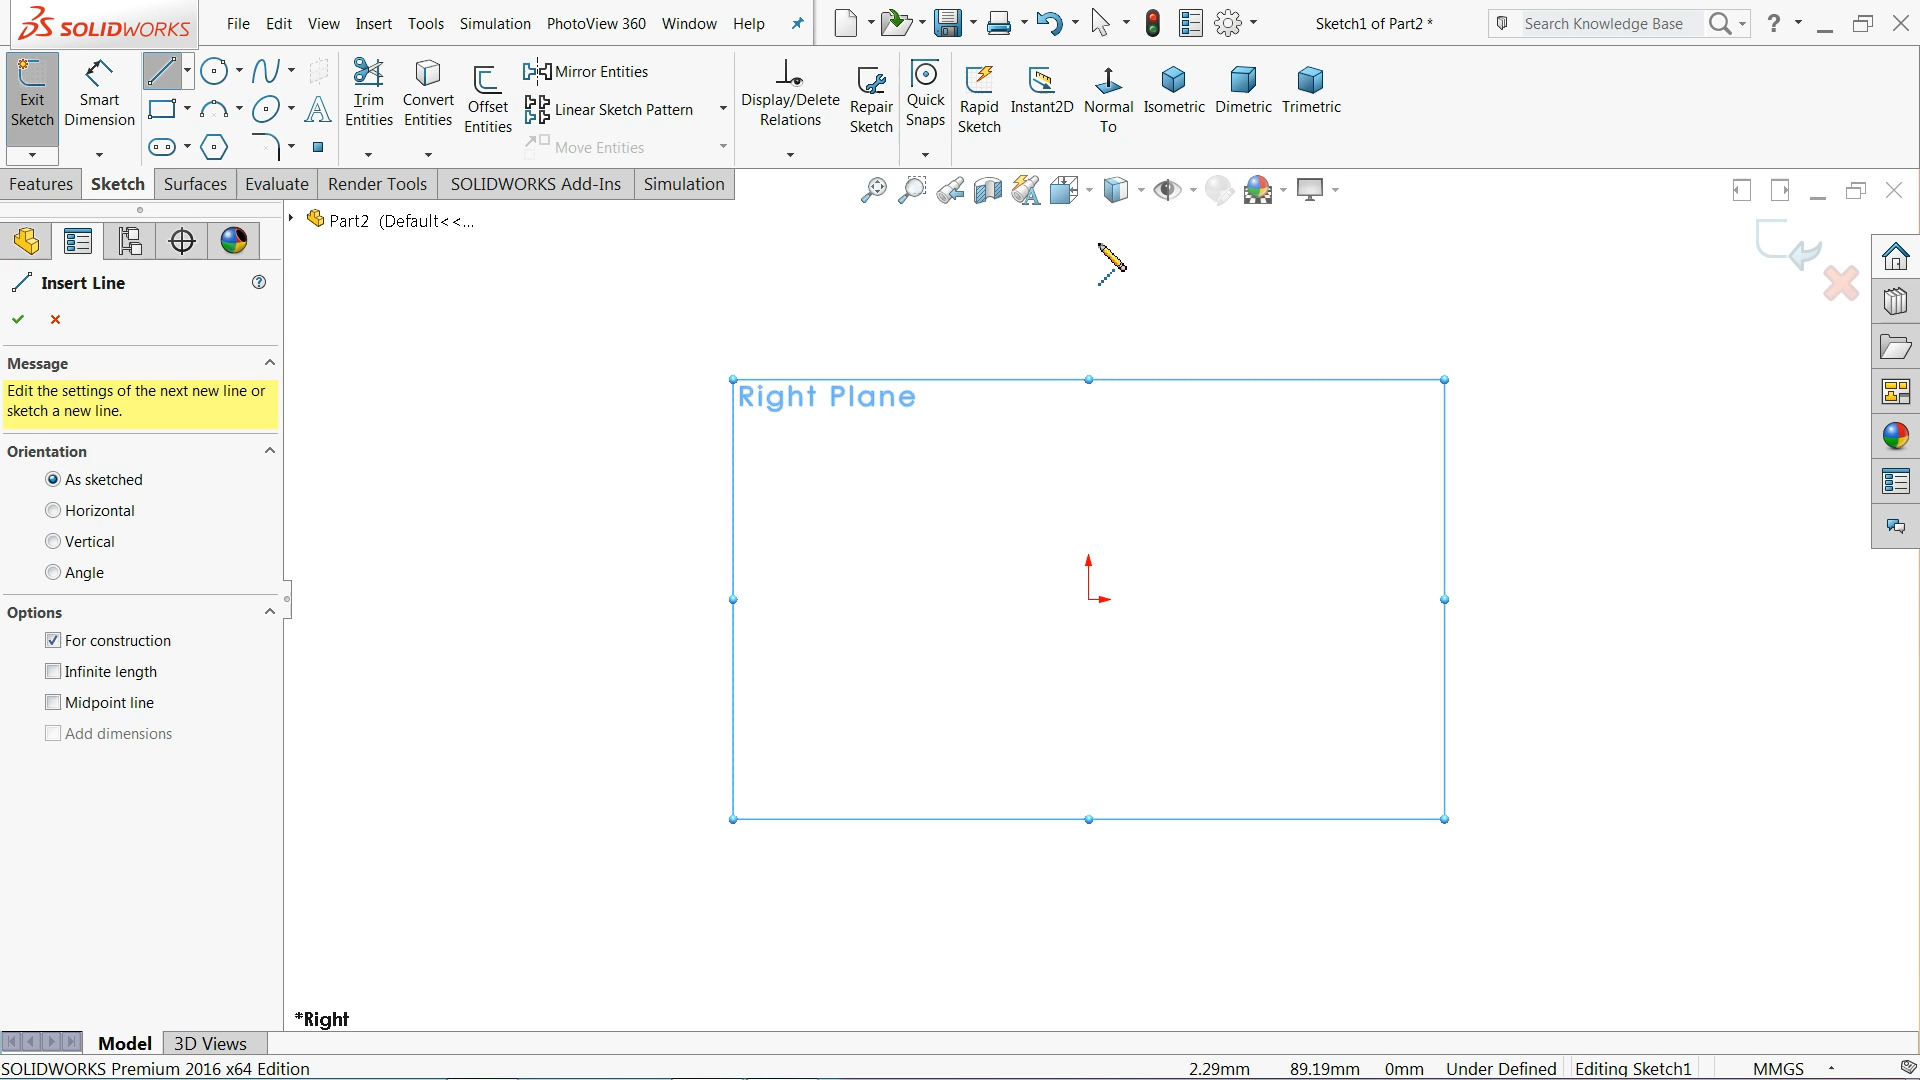 SOLIDWORKS
File Edit View Insert Tools Simulation PhotoView 360 Window Help
Sketch1 of Part2 *
Search Knowledge Base
?
Exit Sketch
Smart Dimension
Trim Entities
Convert Entities
Offset Entities
Mirror Entities
Linear Sketch Pattern
Move Entities
Display/Delete Relations
Repair Sketch
Quick Snaps
Rapid Sketch
Instant2D
Normal To
Isometric
Dimetric
Trimetric
Features Sketch Surfaces Evaluate Render Tools SOLIDWORKS Add-Ins Simulation
Part2 (Default<<...
Insert Line
?
Message
Edit the settings of the next new line or
sketch a new line.
Orientation
As sketched
Horizontal
Vertical
Angle
Options
For construction
Infinite length
Midpoint line
Add dimensions
Right Plane
*Right
Model 3D Views
SOLIDWORKS Premium 2016 x64 Edition
2.29mm 89.19mm 0mm Under Defined Editing Sketch1 MMGS